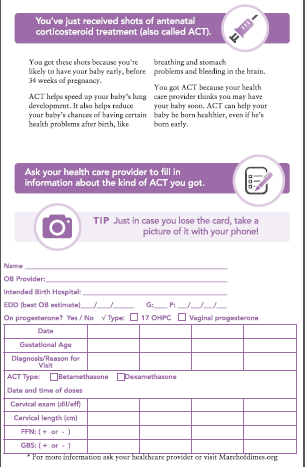 You've just received shots of antenatal
corticosteroid treatment (also called ACT).
You got these shots because you're
likely to have your baby early, before
34 weeks of pregnancy.
ACT helps speed up your baby's lung
development. It also helps reduce
your baby's chances of having certain
health problems after birth, like
breathing and stomach
problems and bleeding in the brain.
You got ACT because your health
care provider thinks you may have
your baby soon. ACT can help your
baby be born healthier, even if he's
born early.
Ask your health care provider to fill in
information about the kind of ACT you got.
TIP Just in case you lose the card, take a
picture of it with your phone!
Name
OB Provider:
Intended Birth Hospital:
EDD (best OB estimate)___/___/_____ G:____ P: ___/___/___/___
On progesterone? Yes / No √ Type: 17 OHPC Vaginal progesterone
Date
Gestational Age
Diagnosis/Reason for
Visit
ACT Type: Betamethasone Dexamethasone
Date and time of doses
Cervical exam (dil/eff)
Cervical length (cm)
FFN: ( + or - )
GBS: ( + or - )
* For more information ask your healthcare provider or visit Marchofdimes.org